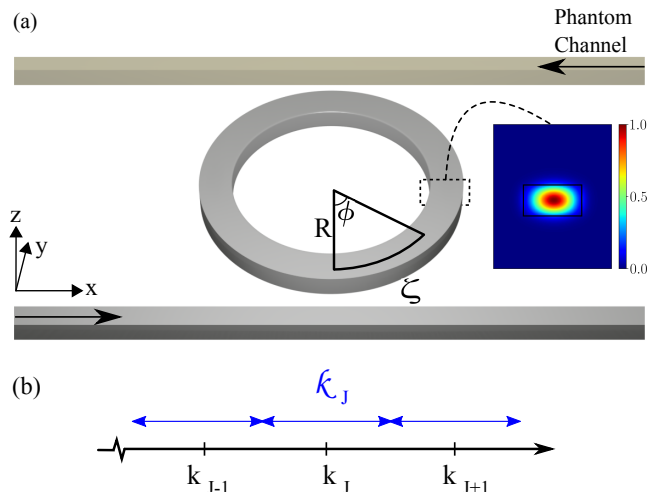 (a)
Phantom
Channel
1.0
0.5
0.0
z
y
x
R
ϕ
ζ
(b)
𝓀 J
k J-1
k J
k J+1